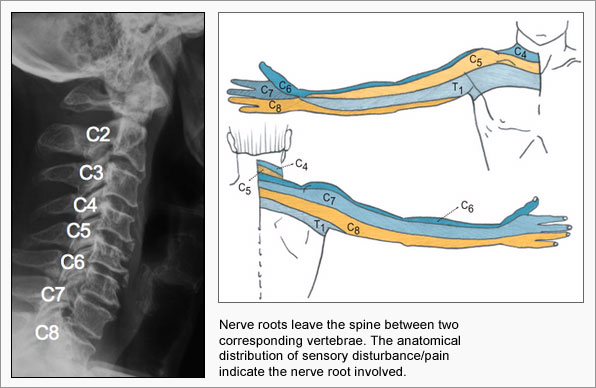 C2
C3
C4
C5
C6
C7
C8
C4
C5
C6
C7
T1
C8
C4
C5
C6
C7
T1
C8
Nerve roots leave the spine between two
corresponding vertebrae. The anatomical
distribution of sensory disturbance/pain
indicate the nerve root involved.